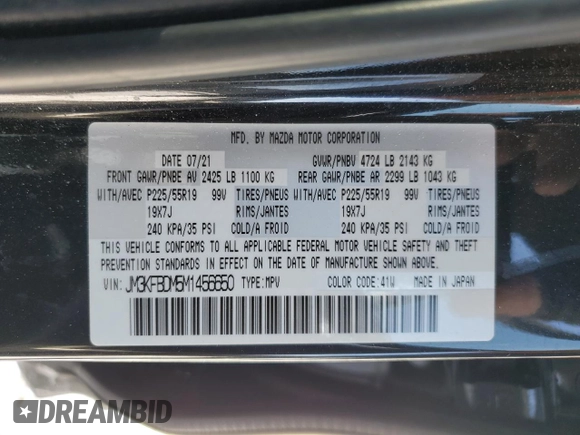 MFD. BY MAZDA MOTOR CORPORATION
DATE 07/21 GVWR/PNBV 4724 LB 2143 KG
FRONT GAWR/PNBE AV 2425 LB 1100 KG REAR GAWR/PNBE AR 2299 LB 1043 KG
WITH/AVEC P225/55R19 99V TIRES/PNEUS WITH/AVEC P225/55R19 99V TIRES/PNEUS
19X7J RIMS/JANTES 19X7J RIMS/JANTES
240 KPA/35 PSI COLD/A FROID 240 KPA/35 PSI COLD/A FROID
THIS VEHICLE CONFORMS TO ALL APPLICABLE FEDERAL MOTOR VEHICLE SAFETY AND THEFT
PREVENTION STANDARDS IN EFFECT ON THE DATE OF MANUFACTURE SHOWN ABOVE.
VIN: JM3KFBDM5M1456650 TYPE: MPV COLOR CODE: 41W MADE IN JAPAN
DREAMBID